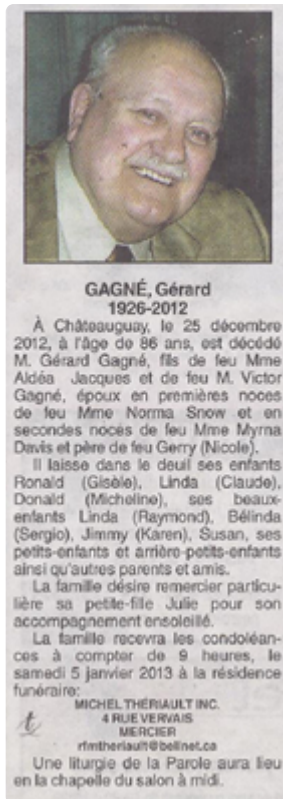 GAGNÉ, Gérard
1926-2012
À Châteauguay, le 25 décembre
2012, à l'âge de 86 ans, est décédé
M. Gérard Gagné, fils de feu Mme
Aldéa Jacques et de feu M. Victor
Gagné, époux en premières noces
de feu Mme Norma Snow et en
secondes noces de feu Mme Myrna
Davis et père de feu Gerry (Nicole).
Il laisse dans le deuil ses enfants
Ronald (Gisèle), Linda (Claude),
Donald (Micheline), ses beaux-
enfants Linda (Raymond), Bélinda
(Sergio), Jimmy (Karen), Susan, ses
petits-enfants et arrière-petits-enfants
ainsi qu'autres parents et amis.
La famille désire remercier particu-
lière sa petite-fille Julie pour son
accompagnement ensoleillé.
La famille recevra les condoléan-
ces à compter de 9 heures, le
samedi 5 janvier 2013 à la résidence
funéraire:
MICHEL THÉRIAULT INC.
4 RUE VERVAIS
MERCIER
rfmtheriault@bellnet.ca
Une liturgie de la Parole aura lieu
en la chapelle du salon à midi.